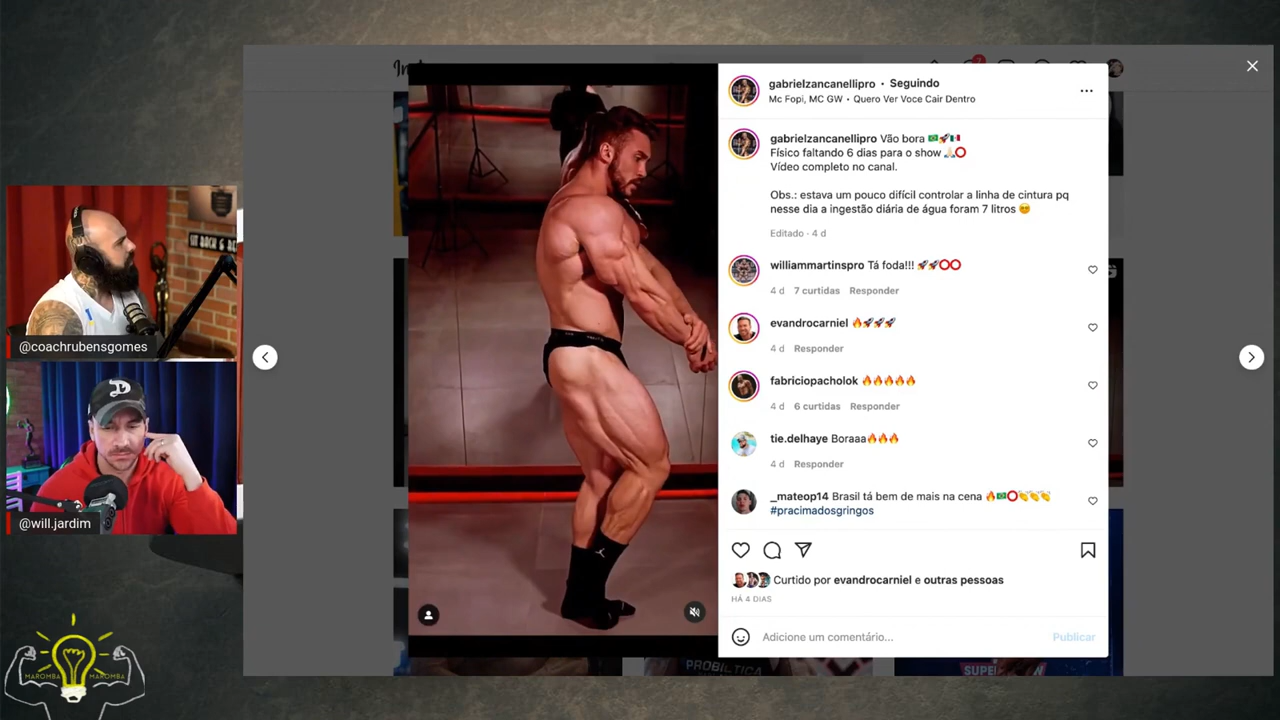 gabrielzancanellipro • Seguindo
Mc Fopi, MC GW • Quero Ver Voce Cair Dentro
gabrielzancanellipro Vão bora 🇧🇷🚀🇲🇽
Físico faltando 6 dias para o show 🙏🏻⭕
Vídeo completo no canal.
Obs.: estava um pouco difícil controlar a linha de cintura pq
nesse dia a ingestão diária de água foram 7 litros 😁
Editado · 4 d
williammartinspro Tá foda!!! 🚀🚀⭕⭕
4 d 7 curtidas Responder
evandrocarniel 🔥🚀🚀🚀
4 d Responder
fabriciopacholok 🔥🔥🔥🔥🔥
4 d 6 curtidas Responder
tie.delhaye Boraaa🔥🔥🔥
4 d Responder
_mateop14 Brasil tá bem de mais na cena 🔥🇧🇷⭕👏👏👏
#pracimadosgringos
Curtido por evandrocarniel e outras pessoas
HÁ 4 DIAS
Adicione um comentário...
Publicar
@coachrubensgomes
@will.jardim
MAROMBA MAROMBA
PROBIŁTICA
SUPE